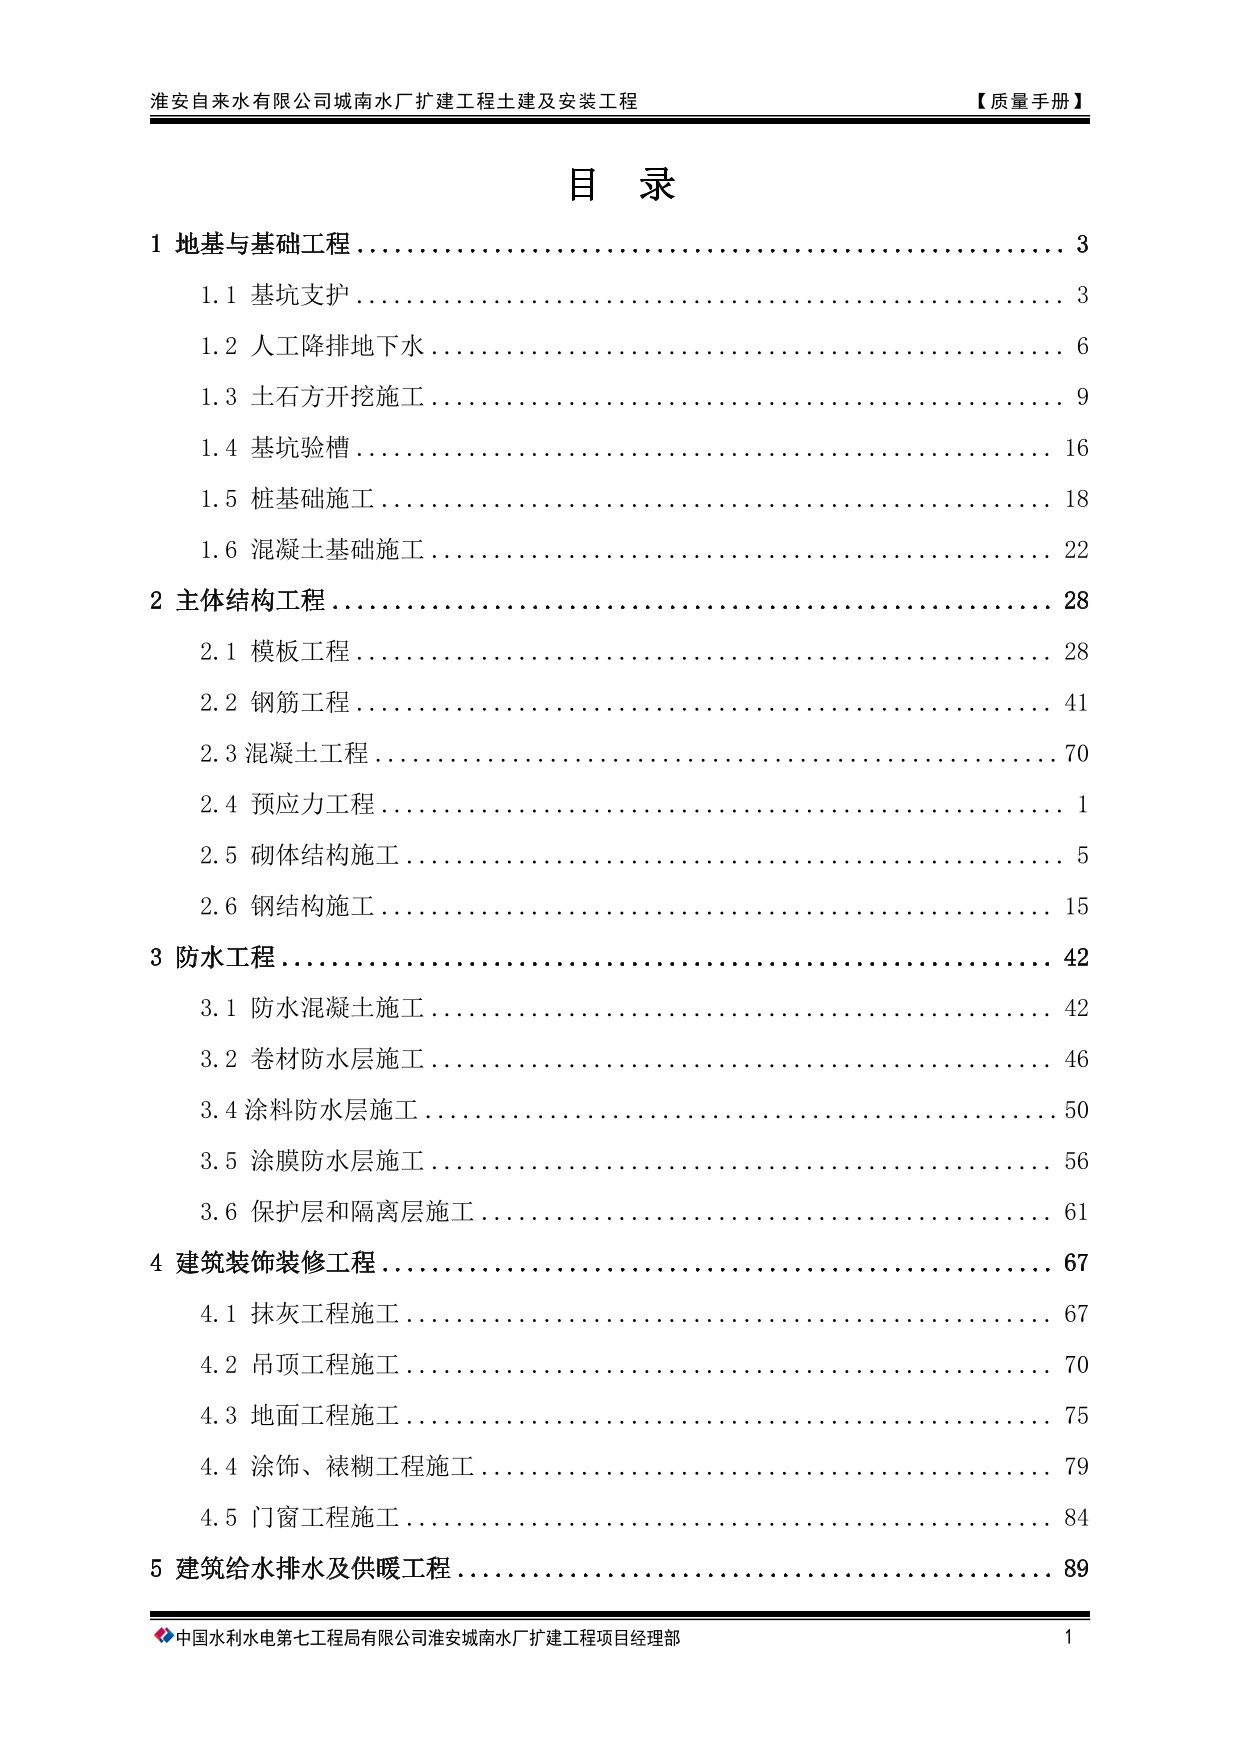 淮安自来水有限公司城南水厂扩建工程土建及安装工程 【质量手册】
目 录
1 地基与基础工程........................................................ 3
1.1 基坑支护........................................................ 3
1.2 人工降排地下水.................................................. 6
1.3 土石方开挖施工.................................................. 9
1.4 基坑验槽....................................................... 16
1.5 桩基础施工..................................................... 18
1.6 混凝土基础施工................................................. 22
2 主体结构工程......................................................... 28
2.1 模板工程....................................................... 28
2.2 钢筋工程....................................................... 41
2.3混凝土工程...................................................... 70
2.4 预应力工程...................................................... 1
2.5 砌体结构施工.................................................... 5
2.6 钢结构施工..................................................... 15
3 防水工程............................................................. 42
3.1 防水混凝土施工................................................. 42
3.2 卷材防水层施工................................................. 46
3.4涂料防水层施工.................................................. 50
3.5 涂膜防水层施工................................................. 56
3.6 保护层和隔离层施工............................................. 61
4 建筑装饰装修工程..................................................... 67
4.1 抹灰工程施工................................................... 67
4.2 吊顶工程施工................................................... 70
4.3 地面工程施工................................................... 75
4.4 涂饰、裱糊工程施工............................................. 79
4.5 门窗工程施工................................................... 84
5 建筑给水排水及供暖工程............................................... 89
中国水利水电第七工程局有限公司淮安城南水厂扩建工程项目经理部 1